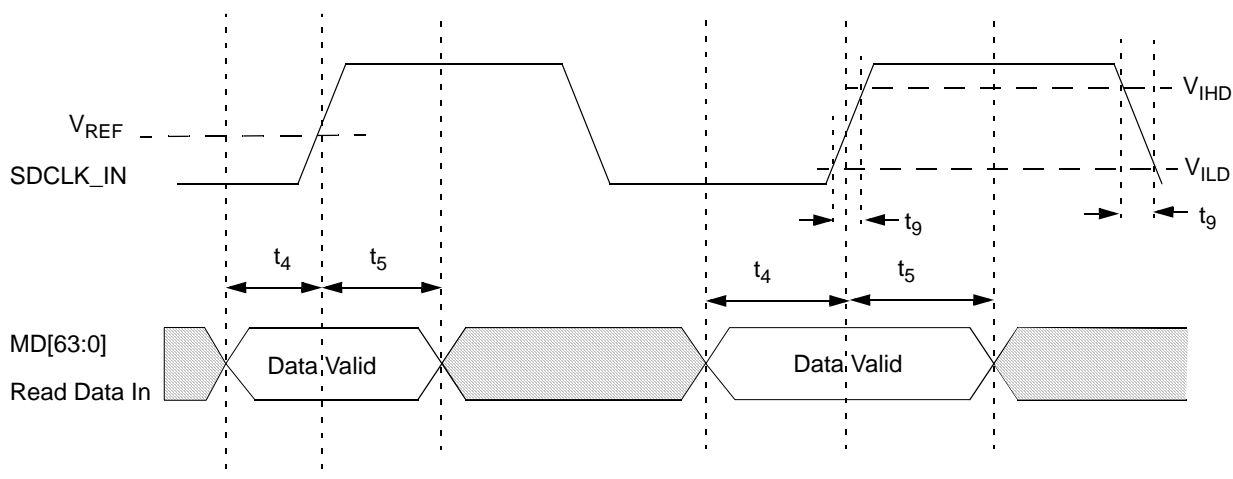 V_IHD
V_REF
SDCLK_IN
V_ILD
t_9
t_9
t_4
t_5
t_4
t_5
MD[63:0]
Data Valid
Data Valid
Read Data In